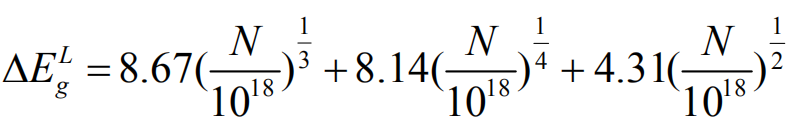 ΔE_g^L = 8.67(N/10^18)^(1/3) + 8.14(N/10^18)^(1/4) + 4.31(N/10^18)^(1/2)